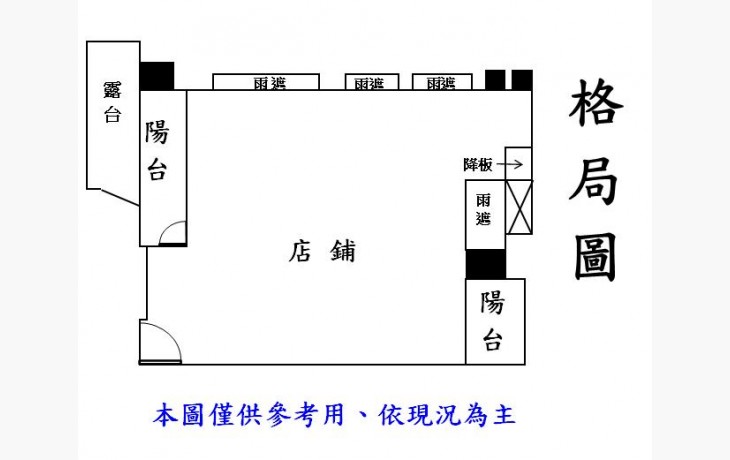 格局圖
露台
陽台
雨遮
雨遮
雨遮
降板
雨遮
店鋪
陽台
本圖僅供參考用、依現況為主